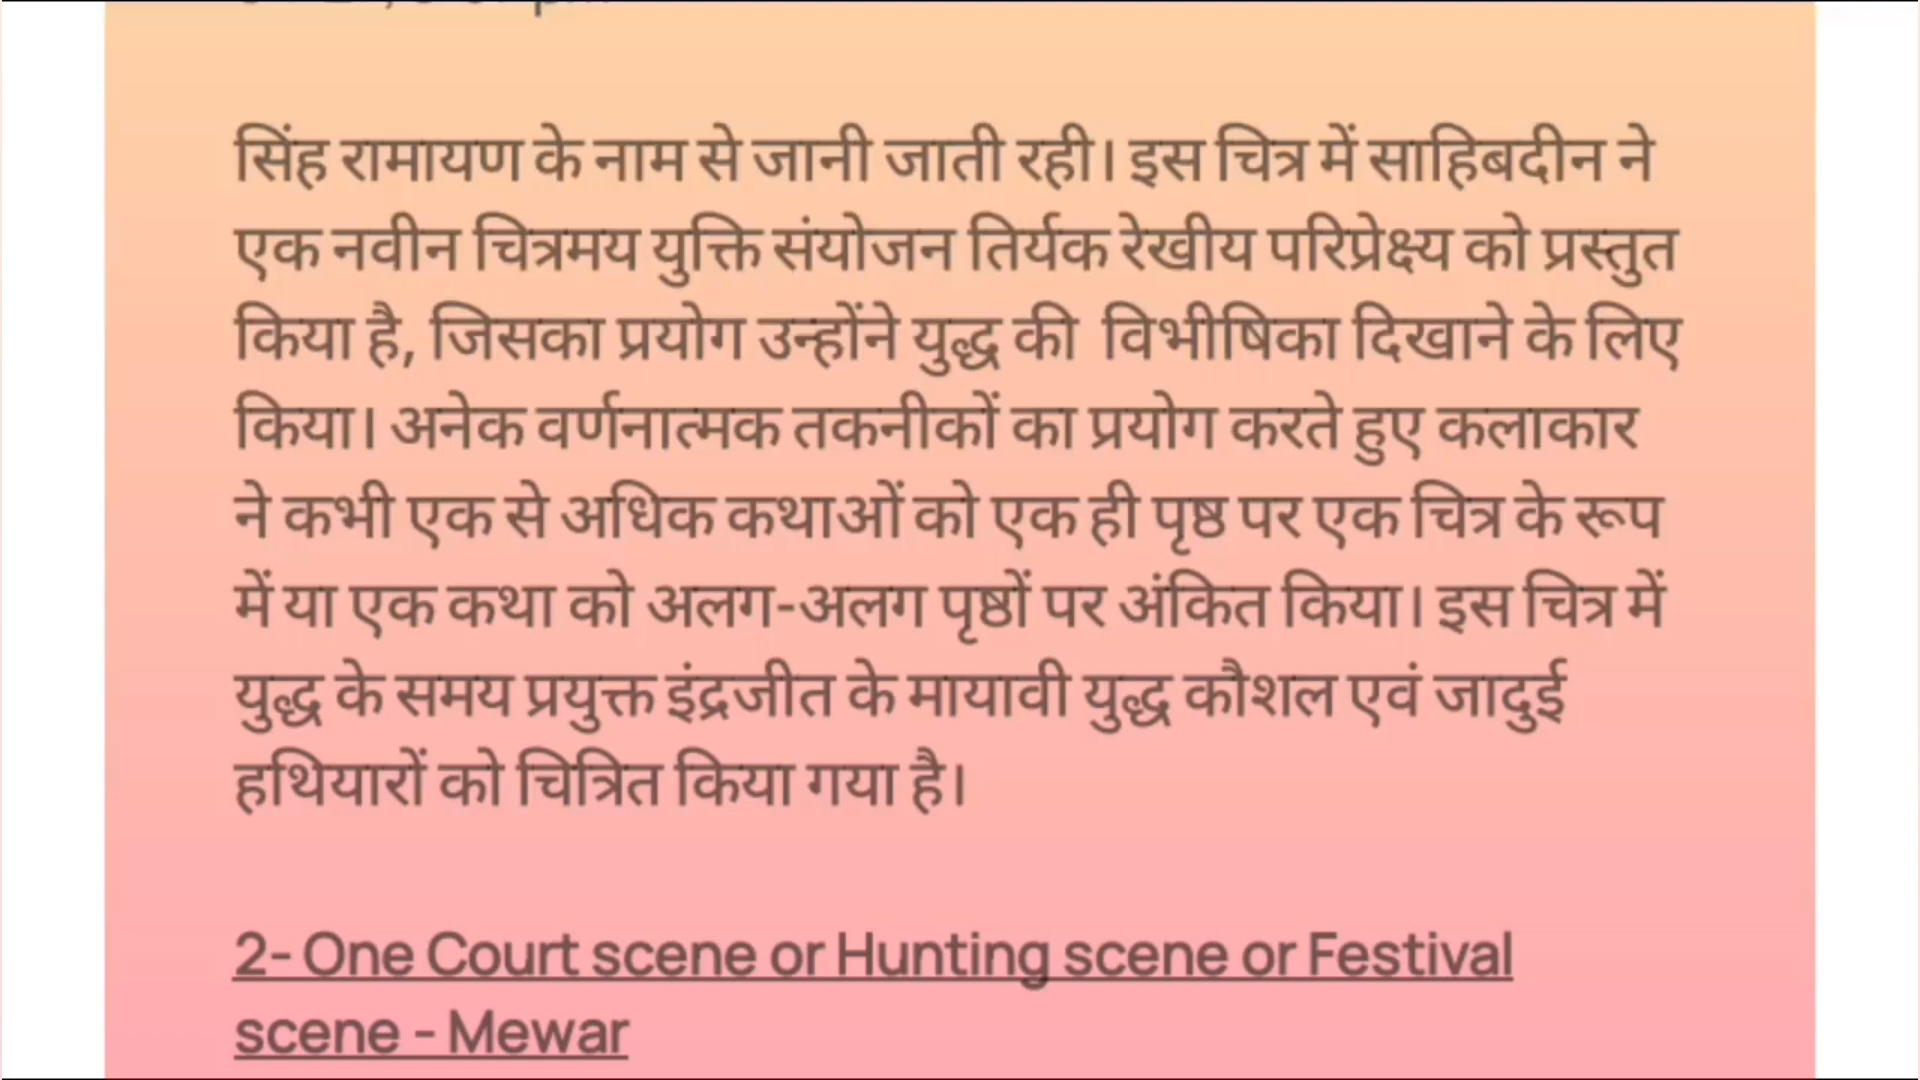 सिंह रामायण के नाम से जानी जाती रही। इस चित्र में साहिबदीन ने
एक नवीन चित्रमय युक्ति संयोजन तिर्यक रेखीय परिप्रेक्ष्य को प्रस्तुत
किया है, जिसका प्रयोग उन्होंने युद्ध की विभीषिका दिखाने के लिए
किया। अनेक वर्णनात्मक तकनीकों का प्रयोग करते हुए कलाकार
ने कभी एक से अधिक कथाओं को एक ही पृष्ठ पर एक चित्र के रूप
में या एक कथा को अलग-अलग पृष्ठों पर अंकित किया। इस चित्र में
युद्ध के समय प्रयुक्त इंद्रजीत के मायावी युद्ध कौशल एवं जादुई
हथियारों को चित्रित किया गया है।
2- One Court scene or Hunting scene or Festival
scene - Mewar